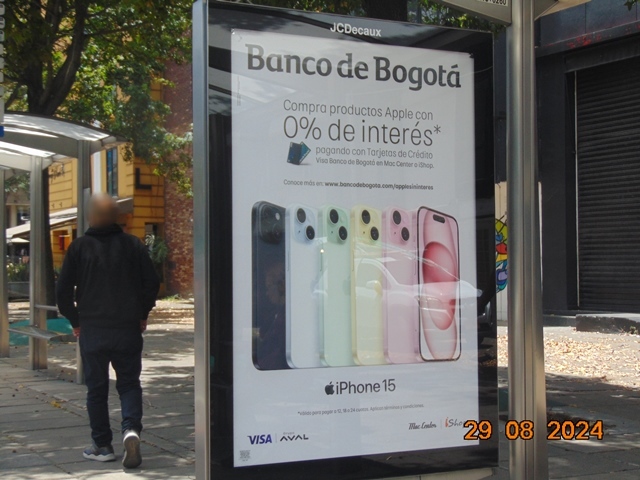 JCDecaux
Banco de Bogotá
Compra productos Apple con
0% de interés*
pagando con Tarjetas de Crédito
Visa Banco de Bogotá en Mac Center o iShop.
Conoce más en: www.bancodebogota.com/applesininteres
iPhone 15
VISA
AVAL
Mac Center
iShop
29 08 2024